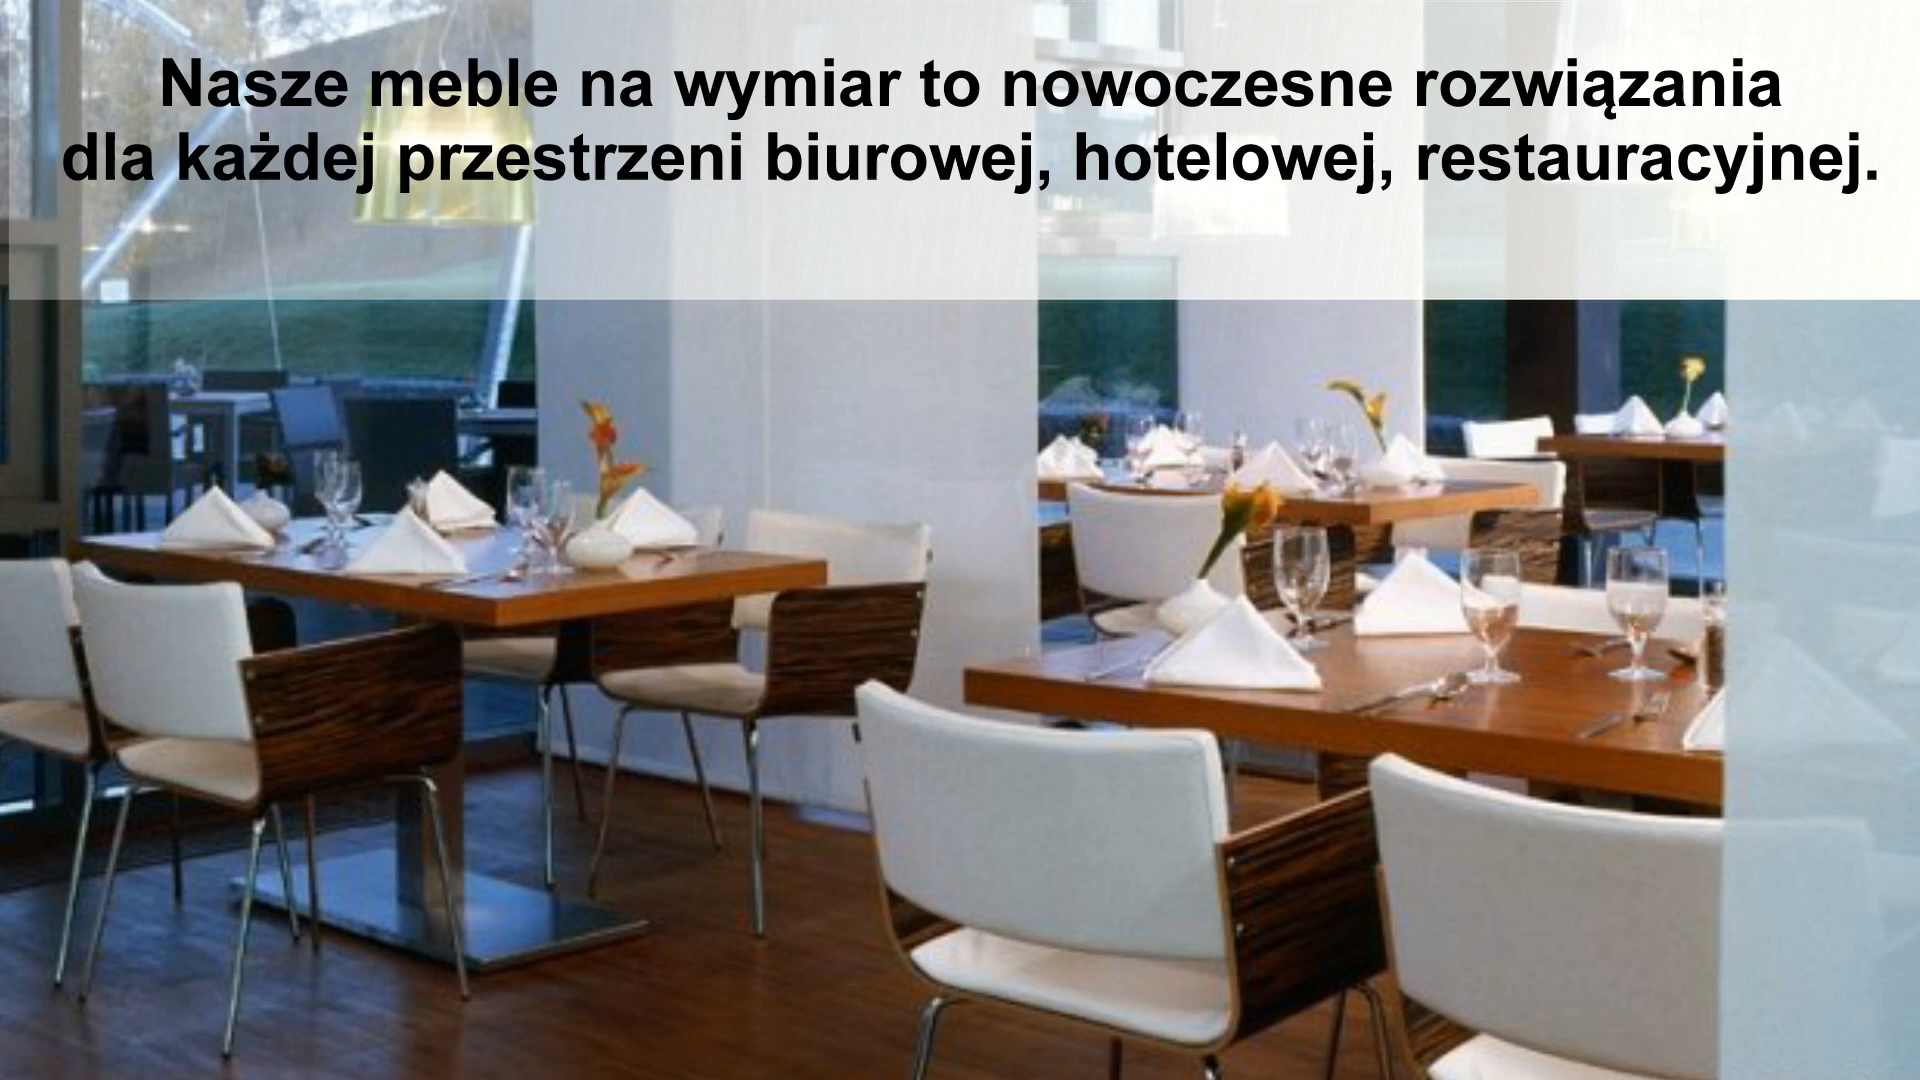 Nasze meble na wymiar to nowoczesne rozwiązania
dla każdej przestrzeni biurowej, hotelowej, restauracyjnej.